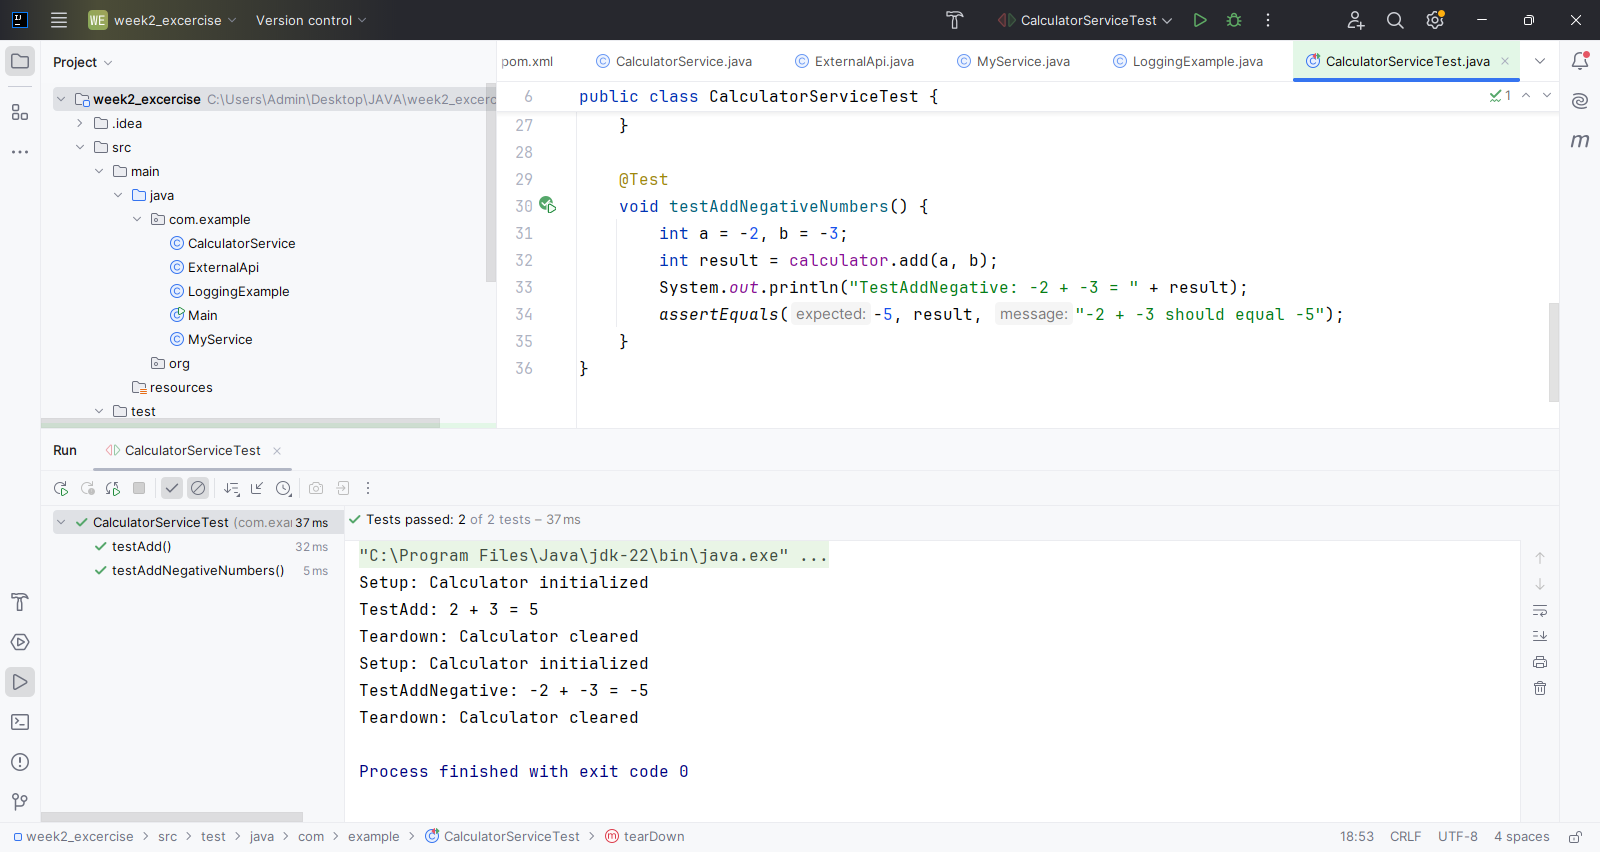 WE week2_excercise Version control CalculatorServiceTest
Project
pom.xml CalculatorService.java ExternalApi.java MyService.java LoggingExample.java CalculatorServiceTest.java
week2_excercise C:\Users\Admin\Desktop\JAVA\week2_excerc
.idea
src
main
java
com.example
CalculatorService
ExternalApi
LoggingExample
Main
MyService
org
resources
test
6 public class CalculatorServiceTest { 1
27 }
28
29 @Test
30 void testAddNegativeNumbers() {
31 int a = -2, b = -3;
32 int result = calculator.add(a, b);
33 System.out.println("TestAddNegative: -2 + -3 = " + result);
34 assertEquals( expected: -5, result, message: "-2 + -3 should equal -5");
35 }
36 }
m
Run CalculatorServiceTest
CalculatorServiceTest (com.exa 37 ms
testAdd() 32 ms
testAddNegativeNumbers() 5 ms
Tests passed: 2 of 2 tests – 37 ms
"C:\Program Files\Java\jdk-22\bin\java.exe" ...
Setup: Calculator initialized
TestAdd: 2 + 3 = 5
Teardown: Calculator cleared
Setup: Calculator initialized
TestAddNegative: -2 + -3 = -5
Teardown: Calculator cleared
Process finished with exit code 0
week2_excercise > src > test > java > com > example > CalculatorServiceTest > tearDown 18:53 CRLF UTF-8 4 spaces